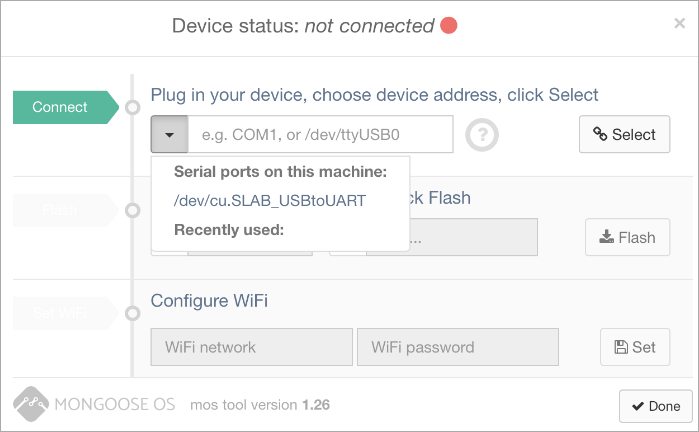 Device status: not connected
×
Connect
Plug in your device, choose device address, click Select
e.g. COM1, or /dev/ttyUSB0
?
Select
Serial ports on this machine:
/dev/cu.SLAB_USBtoUART
Recently used:
Flash
ck Flash
...
Flash
Set WiFi
Configure WiFi
WiFi network
WiFi password
Set
MONGOOSE OS
mos tool version 1.26
Done